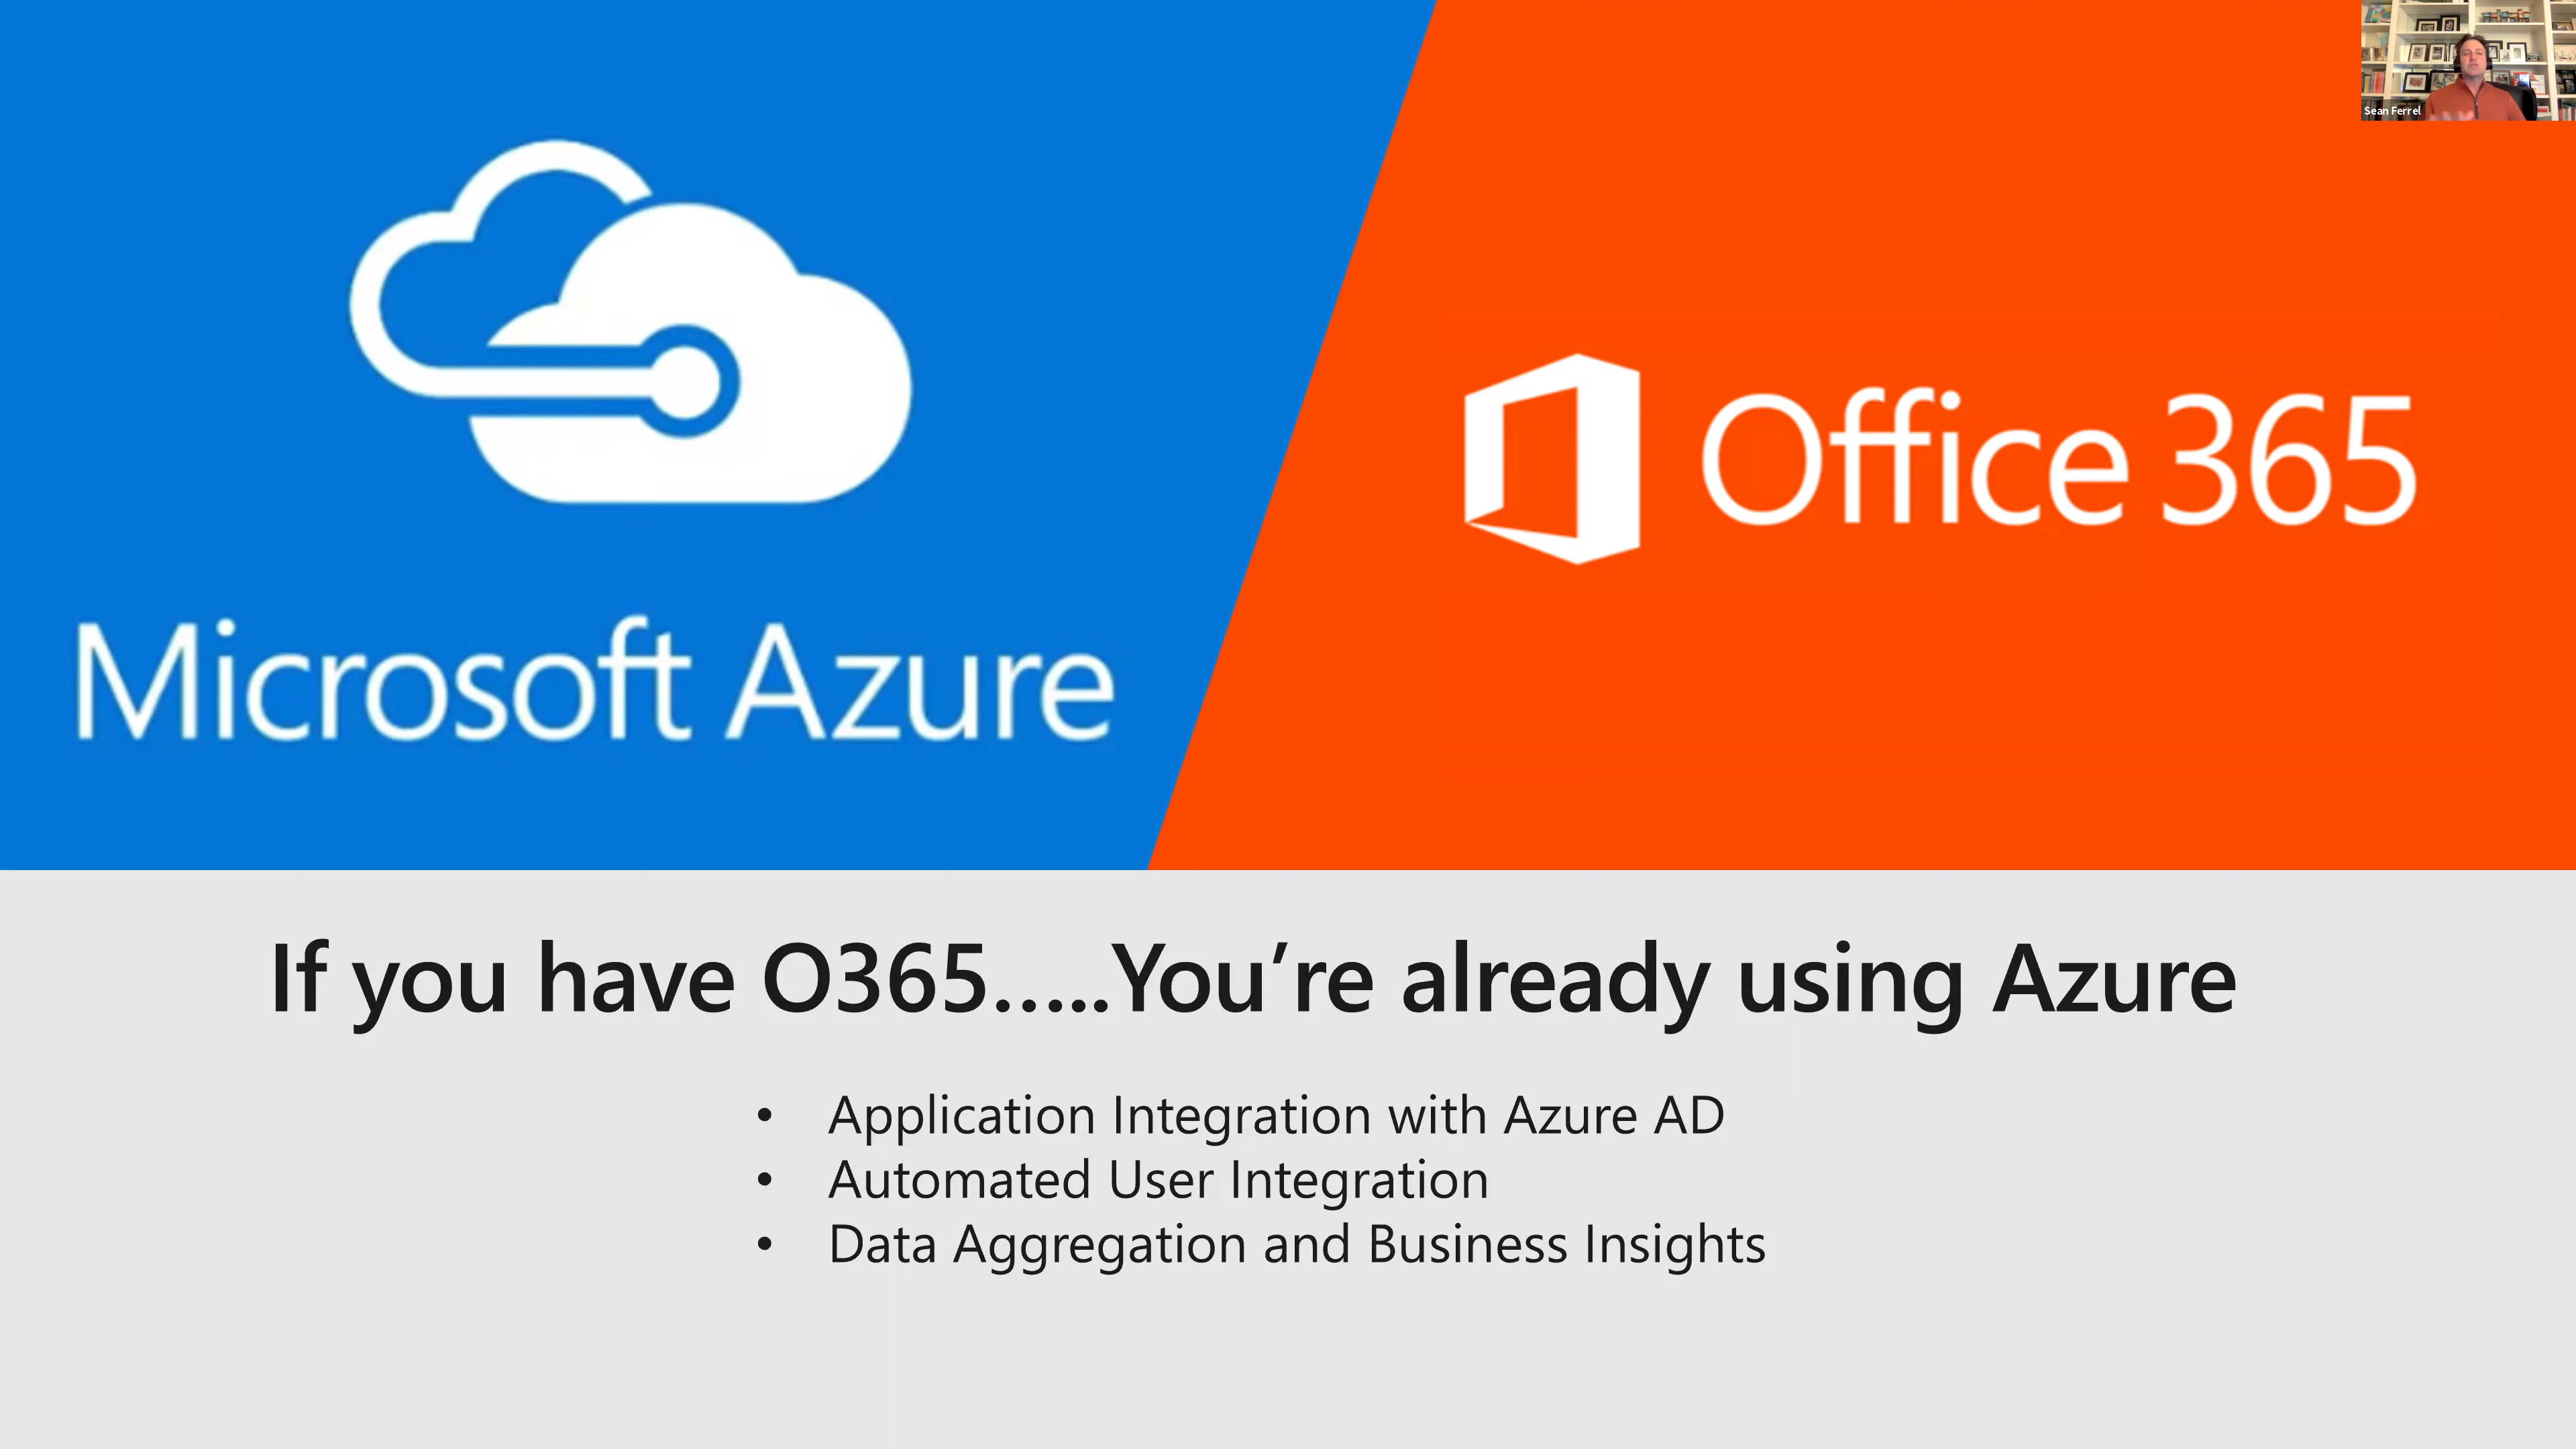 Sean Ferrel
Microsoft Azure
Office 365
If you have O365.....You’re already using Azure
• Application Integration with Azure AD
• Automated User Integration
• Data Aggregation and Business Insights